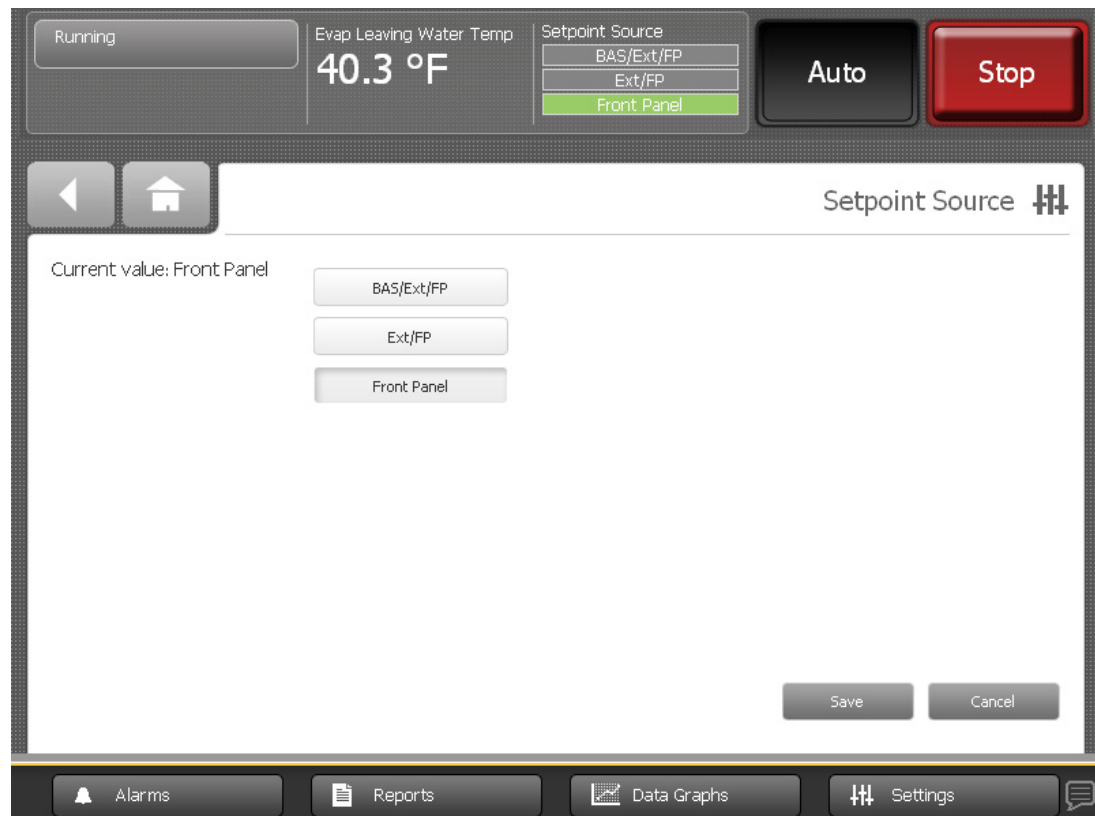 Running
Evap Leaving Water Temp
40.3 °F
Setpoint Source
BAS/Ext/FP
Ext/FP
Front Panel
Auto
Stop
Setpoint Source
Current value: Front Panel
BAS/Ext/FP
Ext/FP
Front Panel
Save
Cancel
Alarms
Reports
Data Graphs
Settings